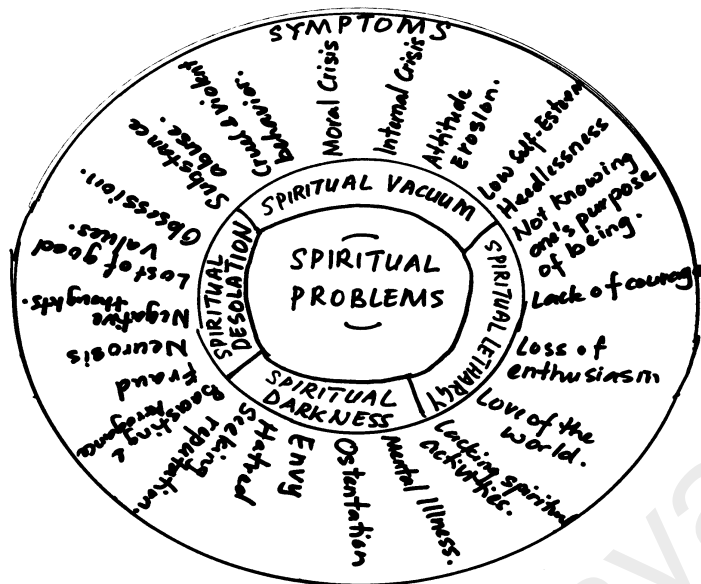 SYMPTOMS
SPIRITUAL
PROBLEMS
SPIRITUAL VACUUM
SPIRITUAL LETHARGY
SPIRITUAL
DARKNESS
SPIRITUAL
DESOLATION
Cruel & violent
behavior.
Moral Crisis
Internal Crisis
Attitude
Erosion.
Low Self-Esteem
Headlessness
Not knowing
one's purpose
of being.
Lack of courage
Loss of
enthusiasm
Love of the
world.
Lacking spiritual
activities.
Mental Illness.
Ostentation
Envy
Hatred
Seeking
reputation.
Boasting &
Arrogance
Fraud
Neurosis
Negative
thoughts.
Lost of good
Values.
Obsession.
Substance
abuse.